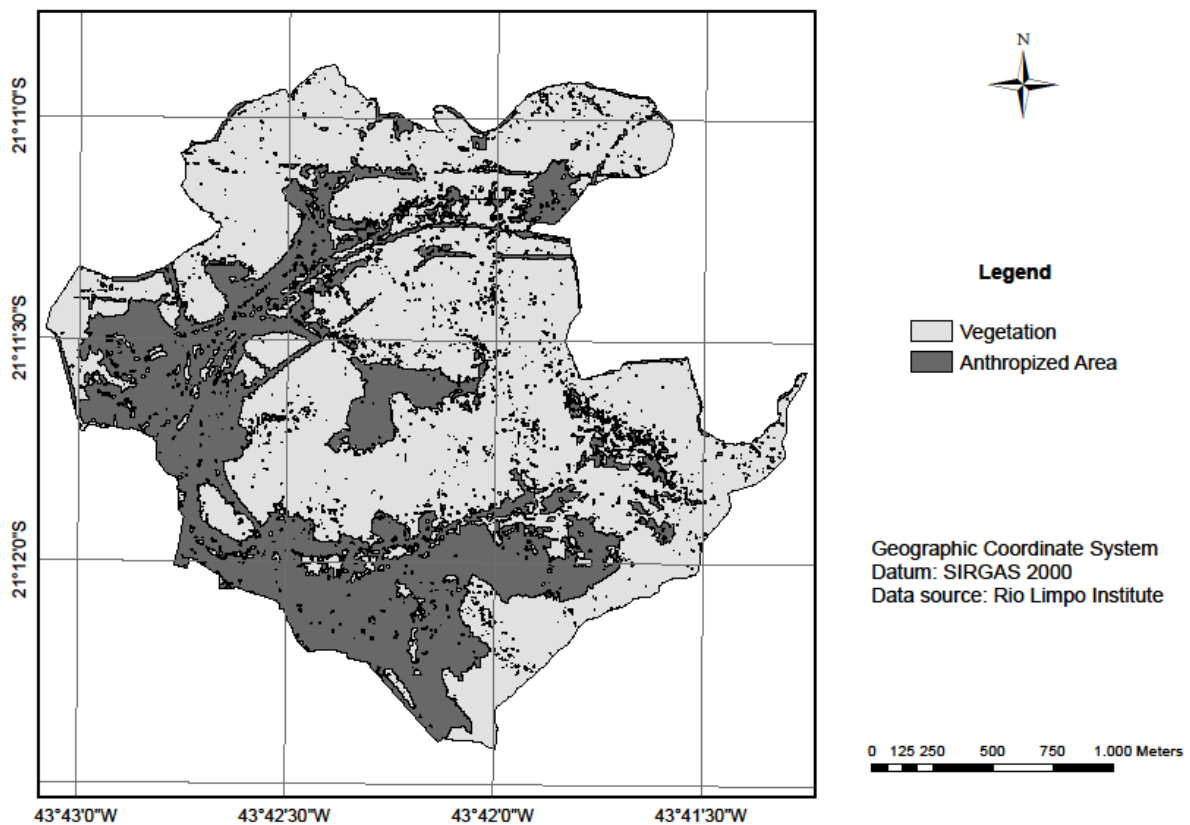 N
21°11'0"S
21°11'30"S
21°12'0"S
43°43'0"W 43°42'30"W 43°42'0"W 43°41'30"W
Legend
Vegetation
Anthropized Area
Geographic Coordinate System
Datum: SIRGAS 2000
Data source: Rio Limpo Institute
0 125 250 500 750 1.000 Meters